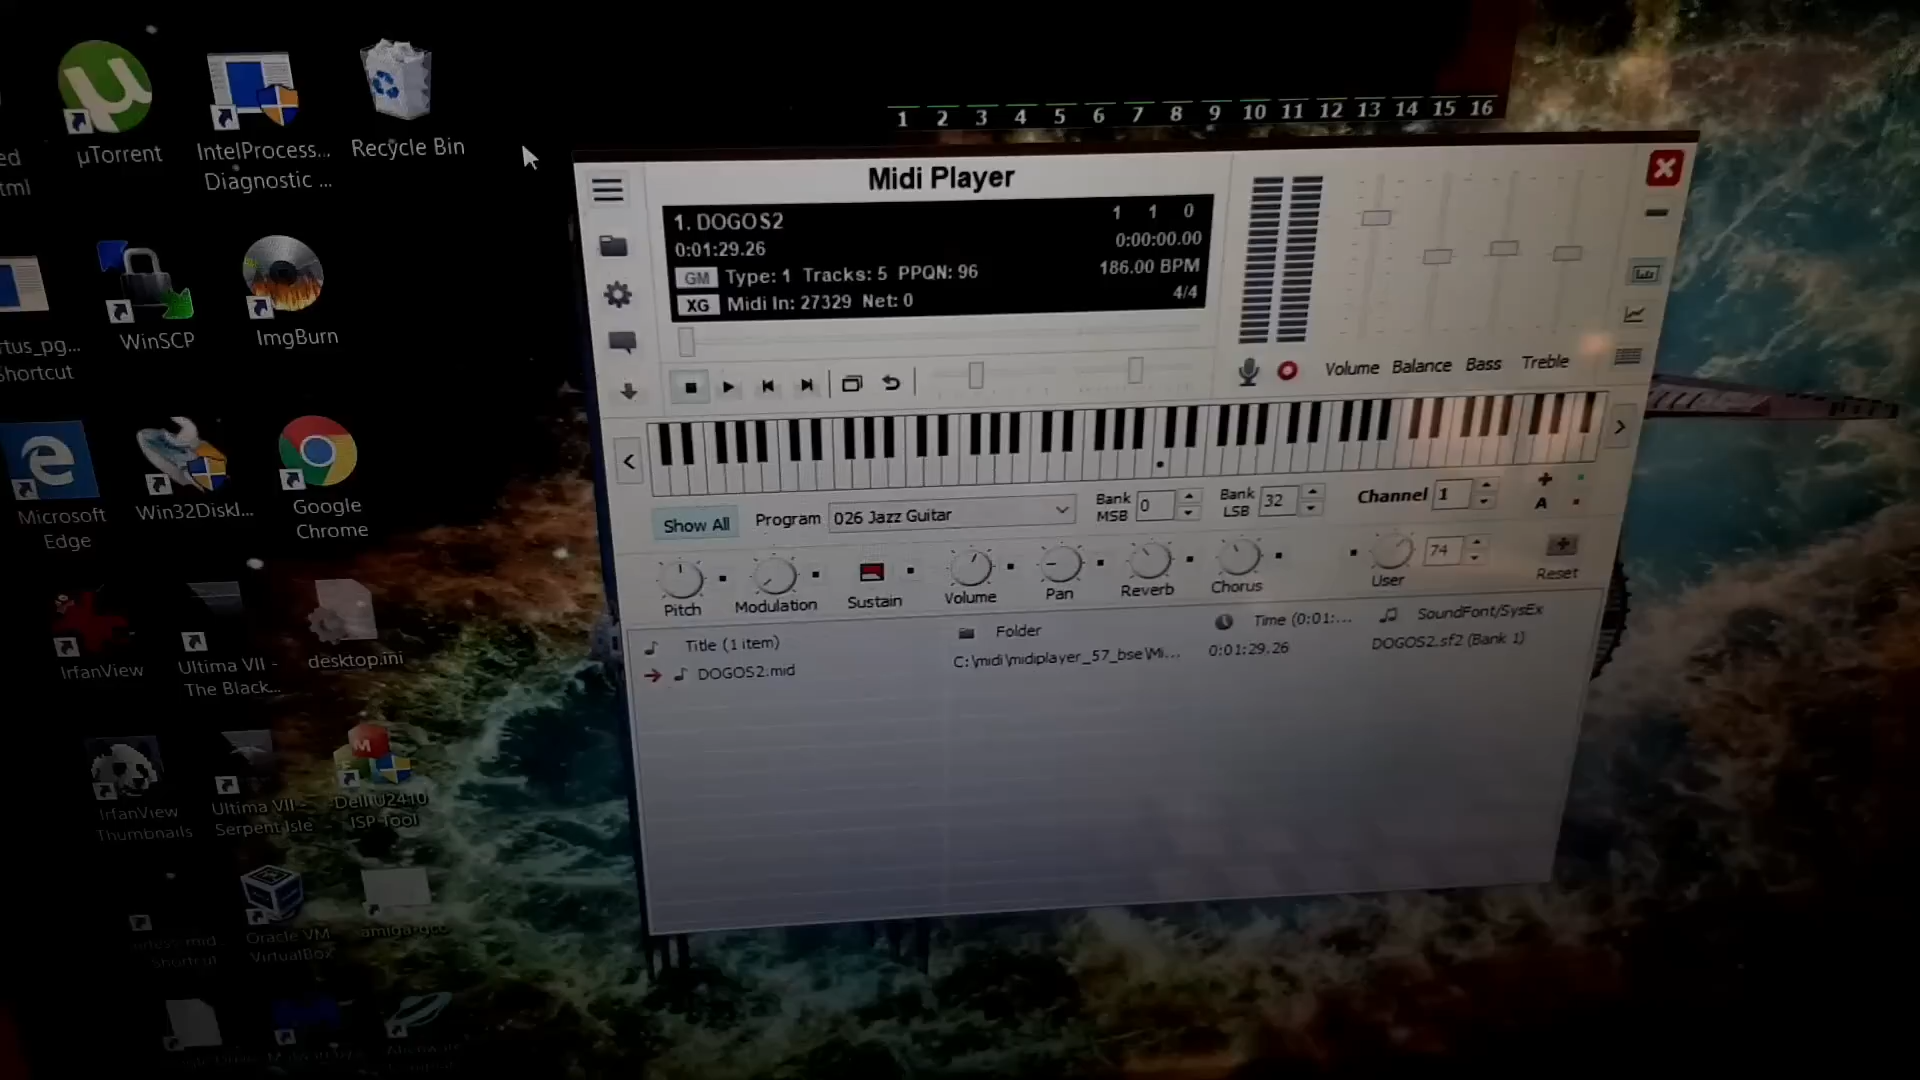 1 2 3 4 5 6 7 8 9 10 11 12 13 14 15 16
µTorrent
IntelProcess...
Diagnostic ...
Recycle Bin
WinSCP
ImgBurn
Shortcut
Microsoft
Edge
Win32DiskI...
Google
Chrome
IrfanView
Ultima VII -
The Black...
desktop.ini
IrfanView
Thumbnails
Ultima VII -
Serpent Isle
Dell U2410
ISP Tool
Oracle VM
VirtualBox
Midi Player
1. DOGOS2
1 1 0
0:01:29.26
0:00:00.00
GM Type: 1 Tracks: 5 PPQN: 96
186.00 BPM
XG Midi In: 27329 Net: 0
4/4
Volume Balance Bass Treble
Show All
Program 026 Jazz Guitar
Bank
MSB
0
Bank
LSB
32
Channel 1
A
Pitch
Modulation
Sustain
Volume
Pan
Reverb
Chorus
User
74
Reset
Title (1 item)
Folder
Time (0:01:...
SoundFont/SysEx
DOGOS2.mid
C:\midi\midiplayer_57_bse\Mi...
0:01:29.26
DOGOS2.sf2 (Bank 1)